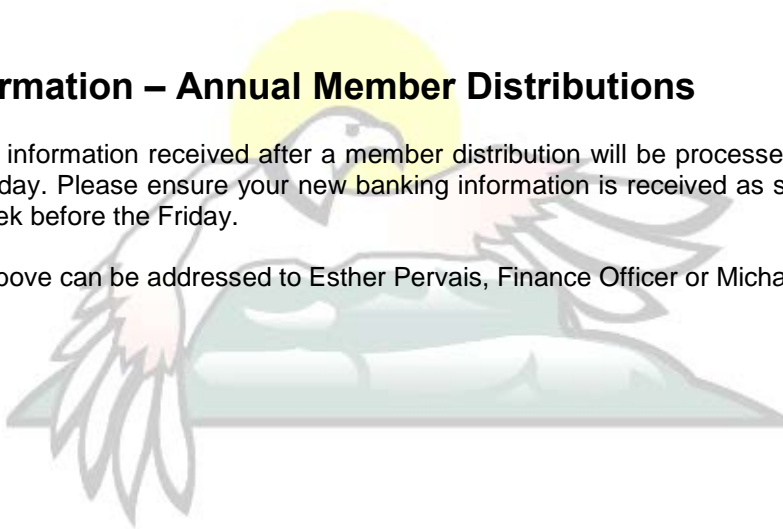 rmation – Annual Member Distributions
information received after a member distribution will be processe
day. Please ensure your new banking information is received as s
ek before the Friday.
ove can be addressed to Esther Pervais, Finance Officer or Micha